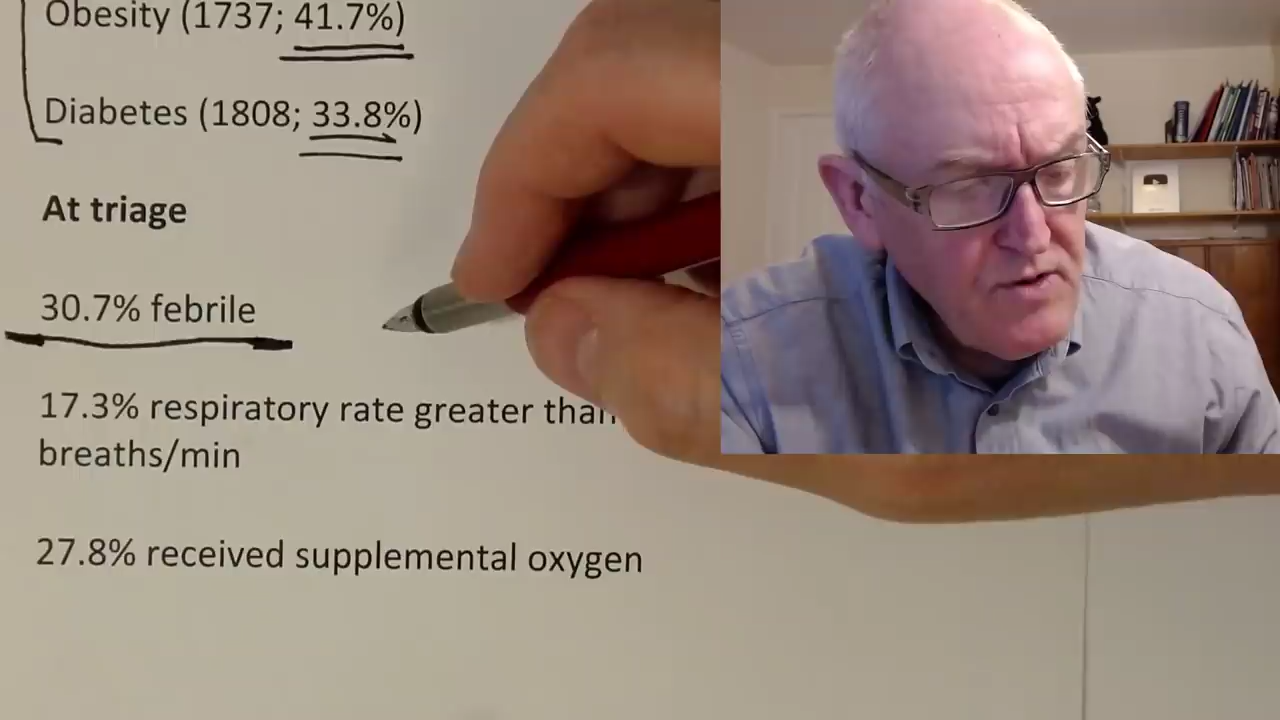 Obesity (1737; 41.7%)
Diabetes (1808; 33.8%)
At triage
30.7% febrile
17.3% respiratory rate greater than
breaths/min
27.8% received supplemental oxygen